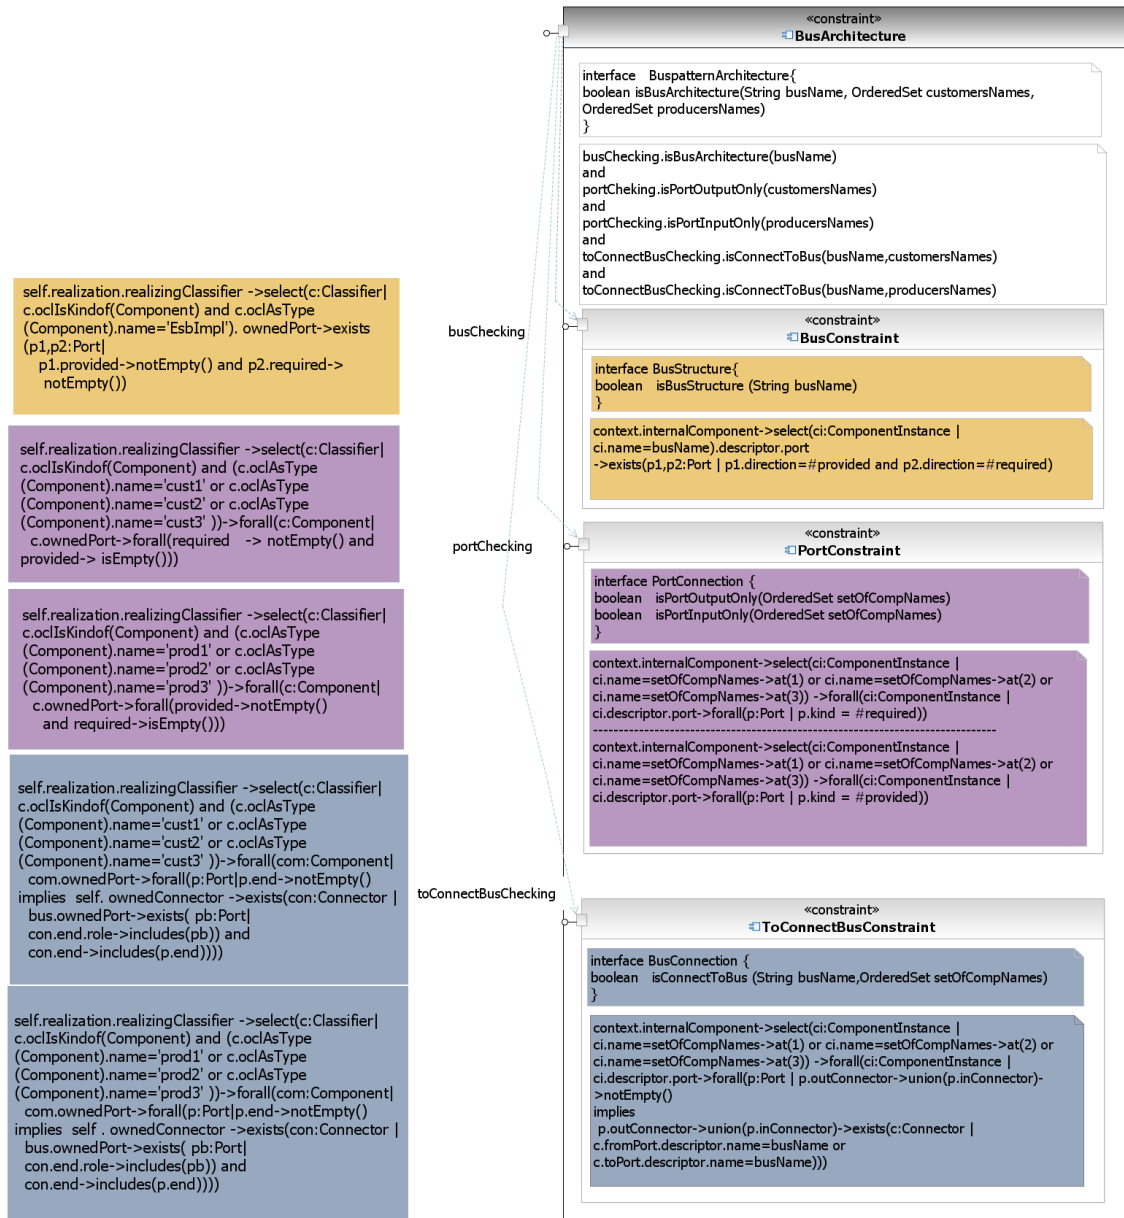 «constraint»
BusArchitecture
interface   BuspatternArchitecture{
boolean isBusArchitecture(String busName, OrderedSet customersNames,
OrderedSet producersNames)
}
busChecking.isBusArchitecture(busName)
and
portCheking.isPortOutputOnly(customersNames)
and
portChecking.isPortInputOnly(producersNames)
and
toConnectBusChecking.isConnectToBus(busName,customersNames)
and
toConnectBusChecking.isConnectToBus(busName,producersNames)
self.realization.realizingClassifier ->select(c:Classifier|
c.oclIsKindof(Component) and c.oclAsType
(Component).name='EsbImpl'). ownedPort->exists
(p1,p2:Port|
p1.provided->notEmpty() and p2.required->
notEmpty())
busChecking
«constraint»
BusConstraint
interface BusStructure{
boolean   isBusStructure (String busName)
}
context.internalComponent->select(ci:ComponentInstance |
ci.name=busName).descriptor.port
->exists(p1,p2:Port | p1.direction=#provided and p2.direction=#required)
self.realization.realizingClassifier ->select(c:Classifier|
c.oclIsKindof(Component) and (c.oclAsType
(Component).name='cust1' or c.oclAsType
(Component).name='cust2' or c.oclAsType
(Component).name='cust3' ))->forall(c:Component|
c.ownedPort->forall(required   -> notEmpty() and
provided-> isEmpty()))
portChecking
«constraint»
PortConstraint
interface PortConnection {
boolean   isPortOutputOnly(OrderedSet setOfCompNames)
boolean   isPortInputOnly(OrderedSet setOfCompNames)
}
context.internalComponent->select(ci:ComponentInstance |
ci.name=setOfCompNames->at(1) or ci.name=setOfCompNames->at(2) or
ci.name=setOfCompNames->at(3)) ->forall(ci:ComponentInstance |
ci.descriptor.port->forall(p:Port | p.kind = #required))
--------------------------------------------------------------------------------
context.internalComponent->select(ci:ComponentInstance |
ci.name=setOfCompNames->at(1) or ci.name=setOfCompNames->at(2) or
ci.name=setOfCompNames->at(3)) ->forall(ci:ComponentInstance |
ci.descriptor.port->forall(p:Port | p.kind = #provided))
self.realization.realizingClassifier ->select(c:Classifier|
c.oclIsKindof(Component) and (c.oclAsType
(Component).name='prod1' or c.oclAsType
(Component).name='prod2' or c.oclAsType
(Component).name='prod3' ))->forall(c:Component|
c.ownedPort->forall(provided->notEmpty()
and required->isEmpty()))
self.realization.realizingClassifier ->select(c:Classifier|
c.oclIsKindof(Component) and (c.oclAsType
(Component).name='cust1' or c.oclAsType
(Component).name='cust2' or c.oclAsType
(Component).name='cust3' ))->forall(com:Component|
com.ownedPort->forall(p:Port|p.end->notEmpty()
implies  self. ownedConnector ->exists(con:Connector |
bus.ownedPort->exists( pb:Port|
con.end.role->includes(pb)) and
con.end->includes(p.end))))
toConnectBusChecking
«constraint»
ToConnectBusConstraint
interface BusConnection {
boolean   isConnectToBus (String busName,OrderedSet setOfCompNames)
}
context.internalComponent->select(ci:ComponentInstance |
ci.name=setOfCompNames->at(1) or ci.name=setOfCompNames->at(2) or
ci.name=setOfCompNames->at(3)) ->forall(ci:ComponentInstance |
ci.descriptor.port->forall(p:Port | p.outConnector->union(p.inConnector)-
>notEmpty()
implies
p.outConnector->union(p.inConnector)->exists(c:Connector |
c.fromPort.descriptor.name=busName or
c.toPort.descriptor.name=busName)))
self.realization.realizingClassifier ->select(c:Classifier|
c.oclIsKindof(Component) and (c.oclAsType
(Component).name='prod1' or c.oclAsType
(Component).name='prod2' or c.oclAsType
(Component).name='prod3' ))->forall(com:Component|
com.ownedPort->forall(p:Port|p.end->notEmpty()
implies  self . ownedConnector ->exists(con:Connector |
bus.ownedPort->exists( pb:Port|
con.end.role->includes(pb)) and
con.end->includes(p.end))))